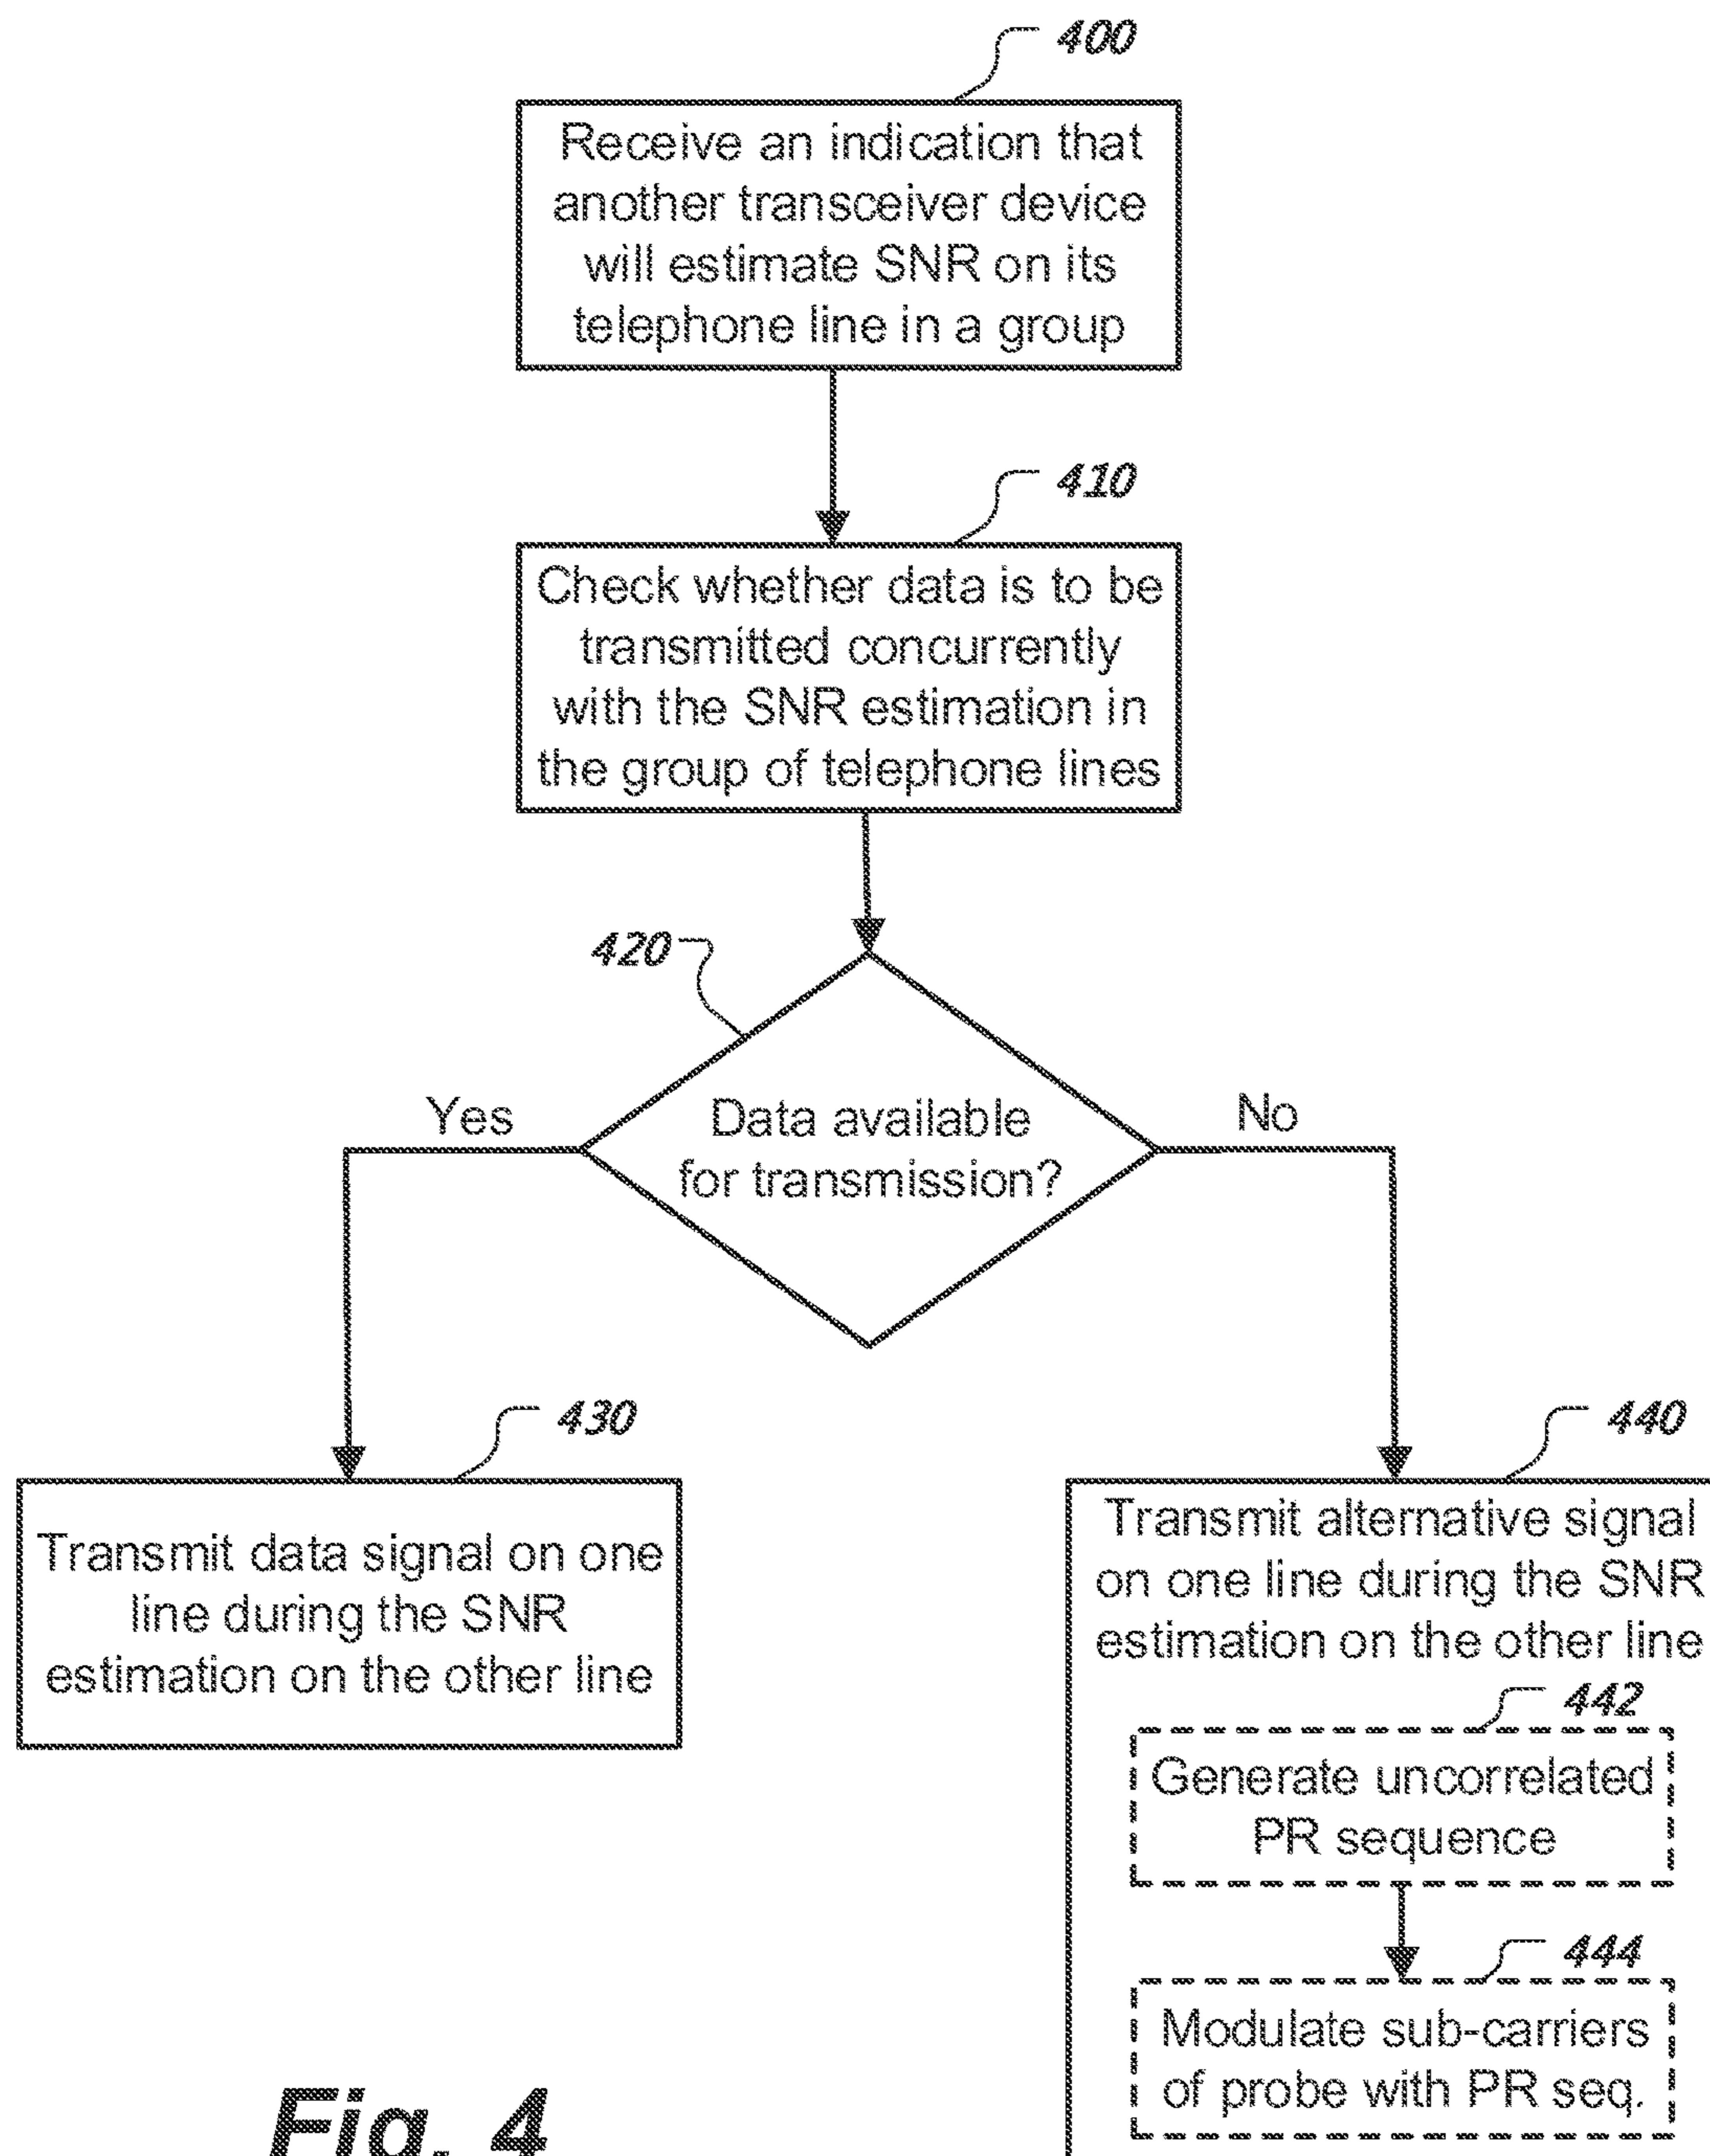 400
Receive an indication that
another transceiver device
will estimate SNR on its
telephone line in a group
410
Check whether data is to be
transmitted concurrently
with the SNR estimation in
the group of telephone lines
420
Data available
for transmission?
Yes
No
430
Transmit data signal on one
line during the SNR
estimation on the other line
440
Transmit alternative signal
on one line during the SNR
estimation on the other line
442
Generate uncorrelated
PR sequence
444
Modulate sub-carriers
of probe with PR seq.
Fig. 4